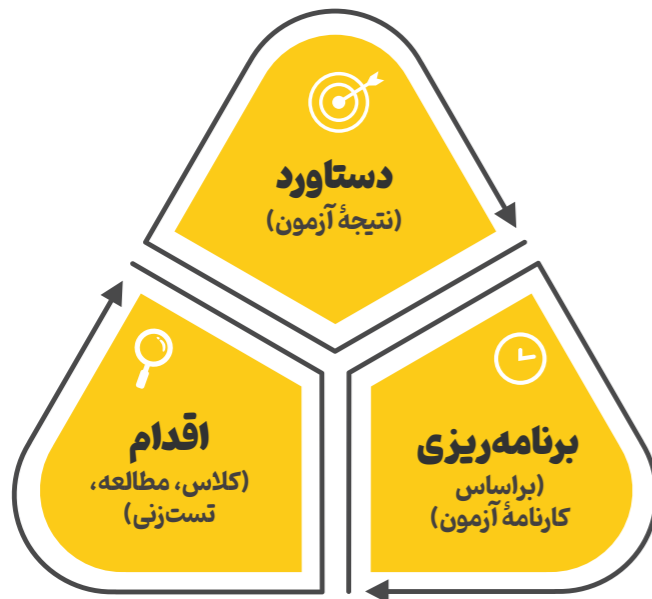 دستاورد
(نتیجهٔ آزمون)
برنامه‌ریزی
(براساس
کارنامهٔ آزمون)
اقدام
(کلاس، مطالعه،
تست‌زنی)